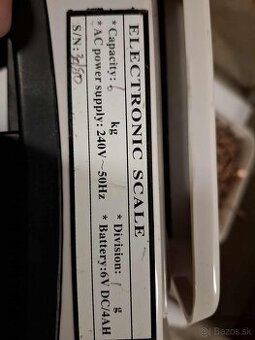 ELECTRONIC SCALE
* Capacity: 6 kg * Division: 1 g
* AC power supply: 240V~50Hz * Battery:6V DC/4AH
S/N:
Bazos.sk